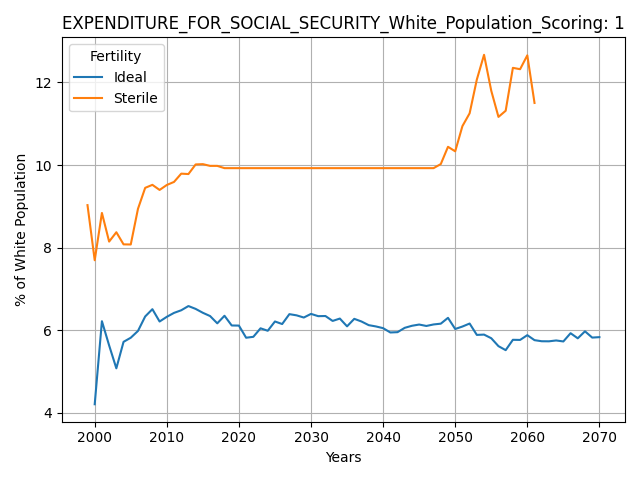 EXPENDITURE_FOR_SOCIAL_SECURITY_White_Population_Scoring: 1
Fertility
Ideal
Sterile
% of White Population
12
10
8
6
4
2000 2010 2020 2030 2040 2050 2060 2070
Years